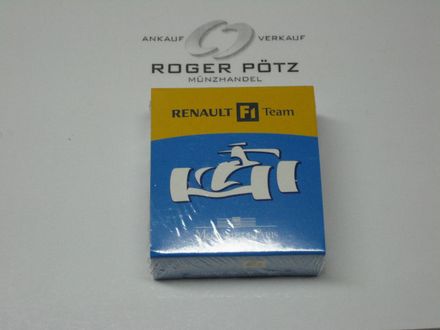 ANKAUF VERKAUF
ROGER PÖTZ
MÜNZHANDEL
RENAULT F1 Team